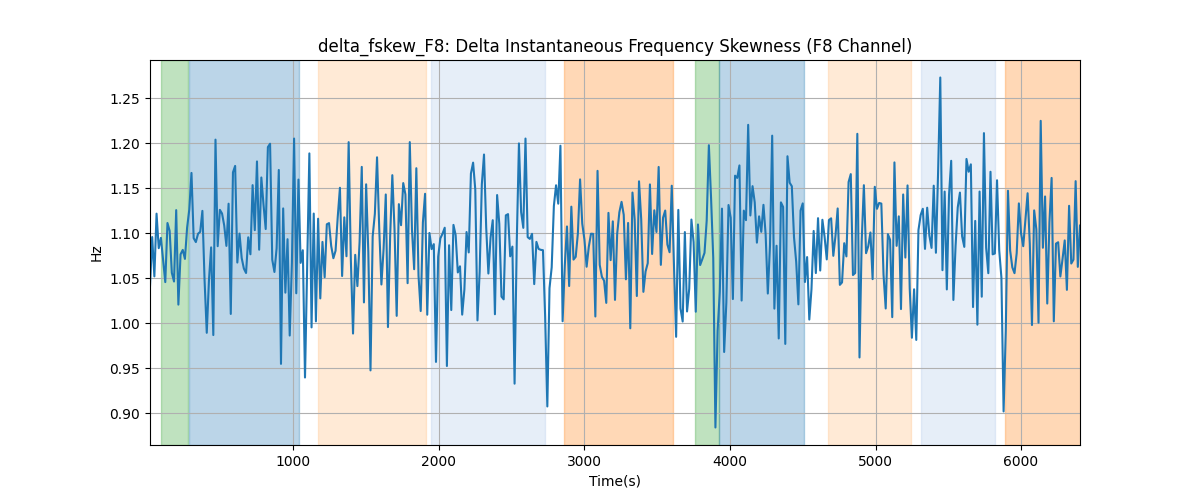 delta_fskew_F8: Delta Instantaneous Frequency Skewness (F8 Channel)
1.25
1.20
1.15
1.10
1.05
1.00
0.95
0.90
Hz
1000 2000 3000 4000 5000 6000
Time(s)